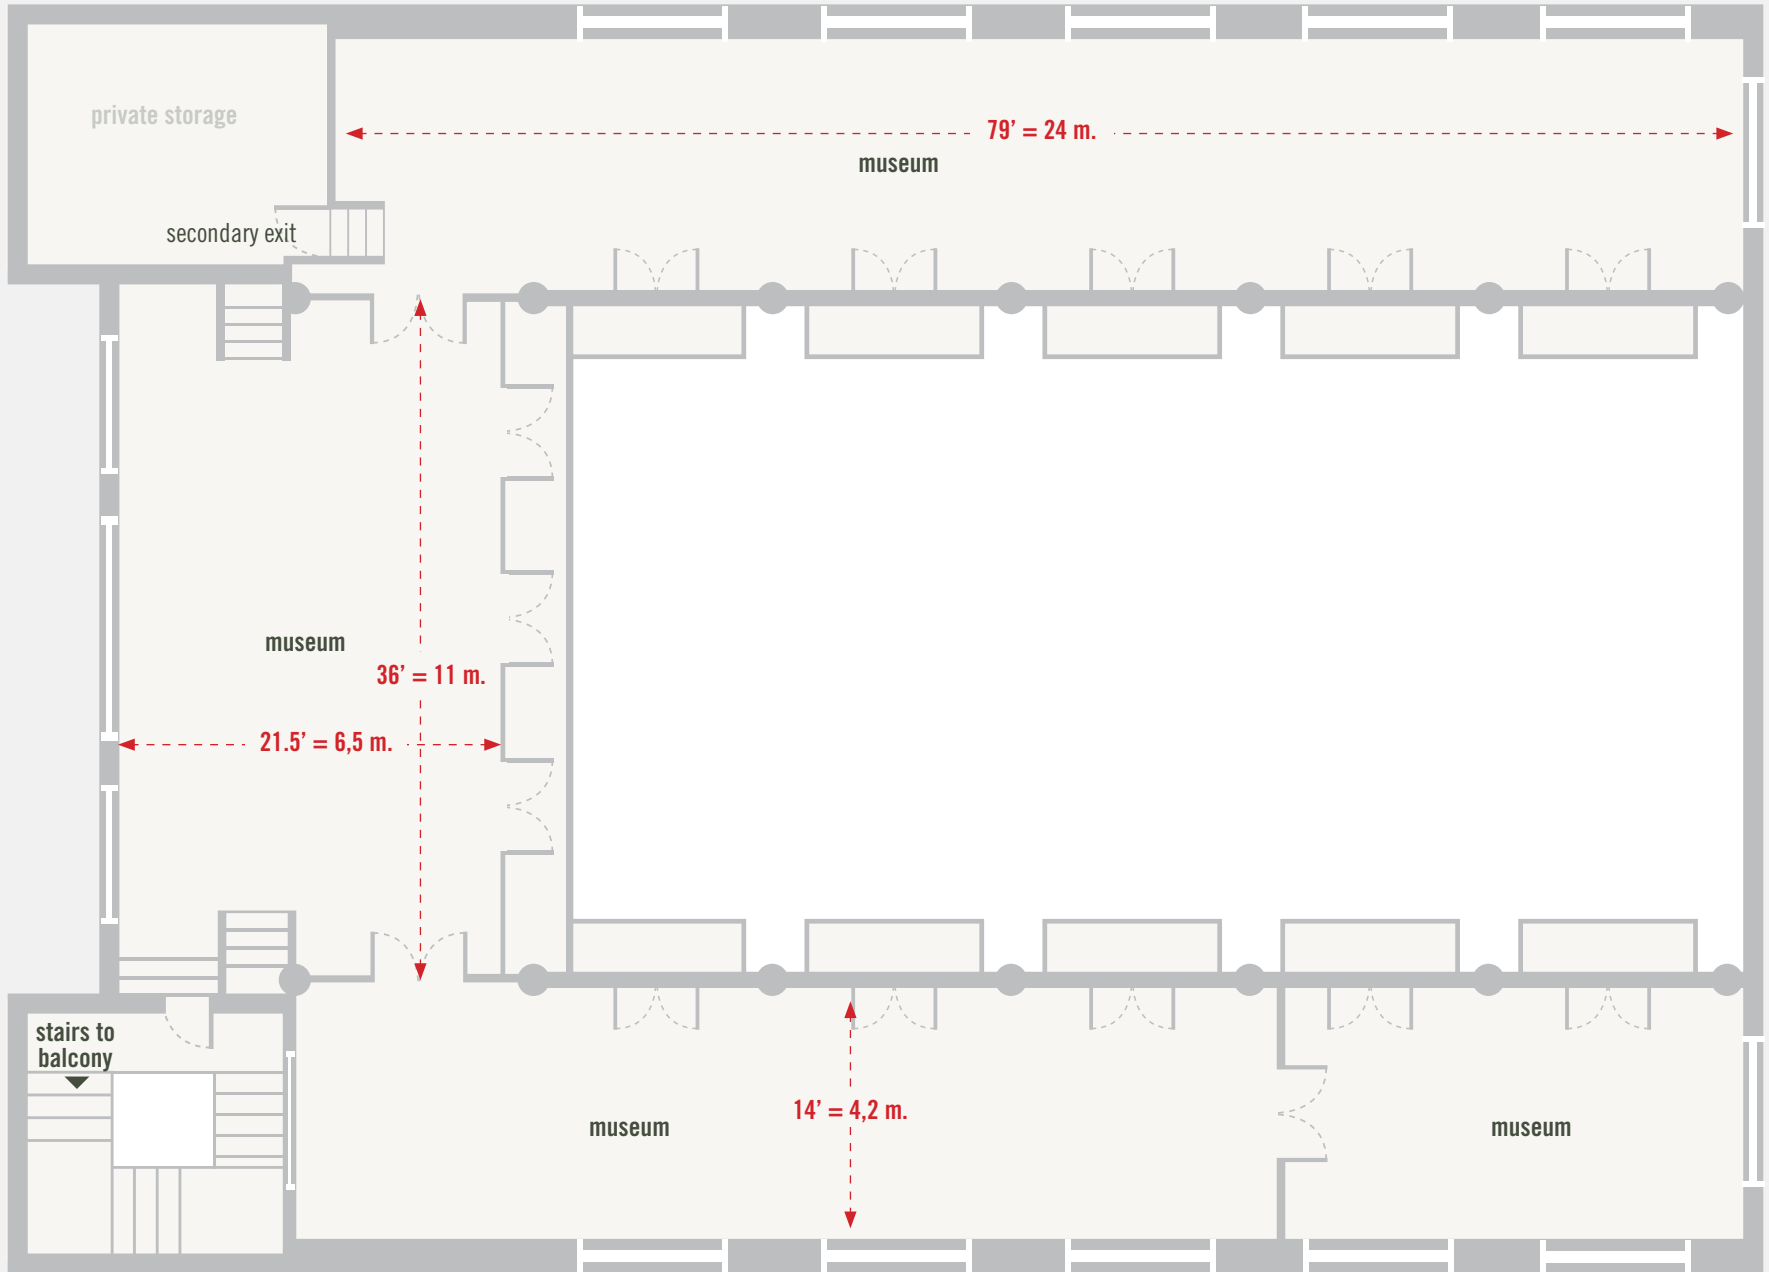 private storage
79’ = 24 m.
museum
secondary exit
museum
36’ = 11 m.
21.5’ = 6,5 m.
stairs to
balcony
14’ = 4,2 m.
museum
museum